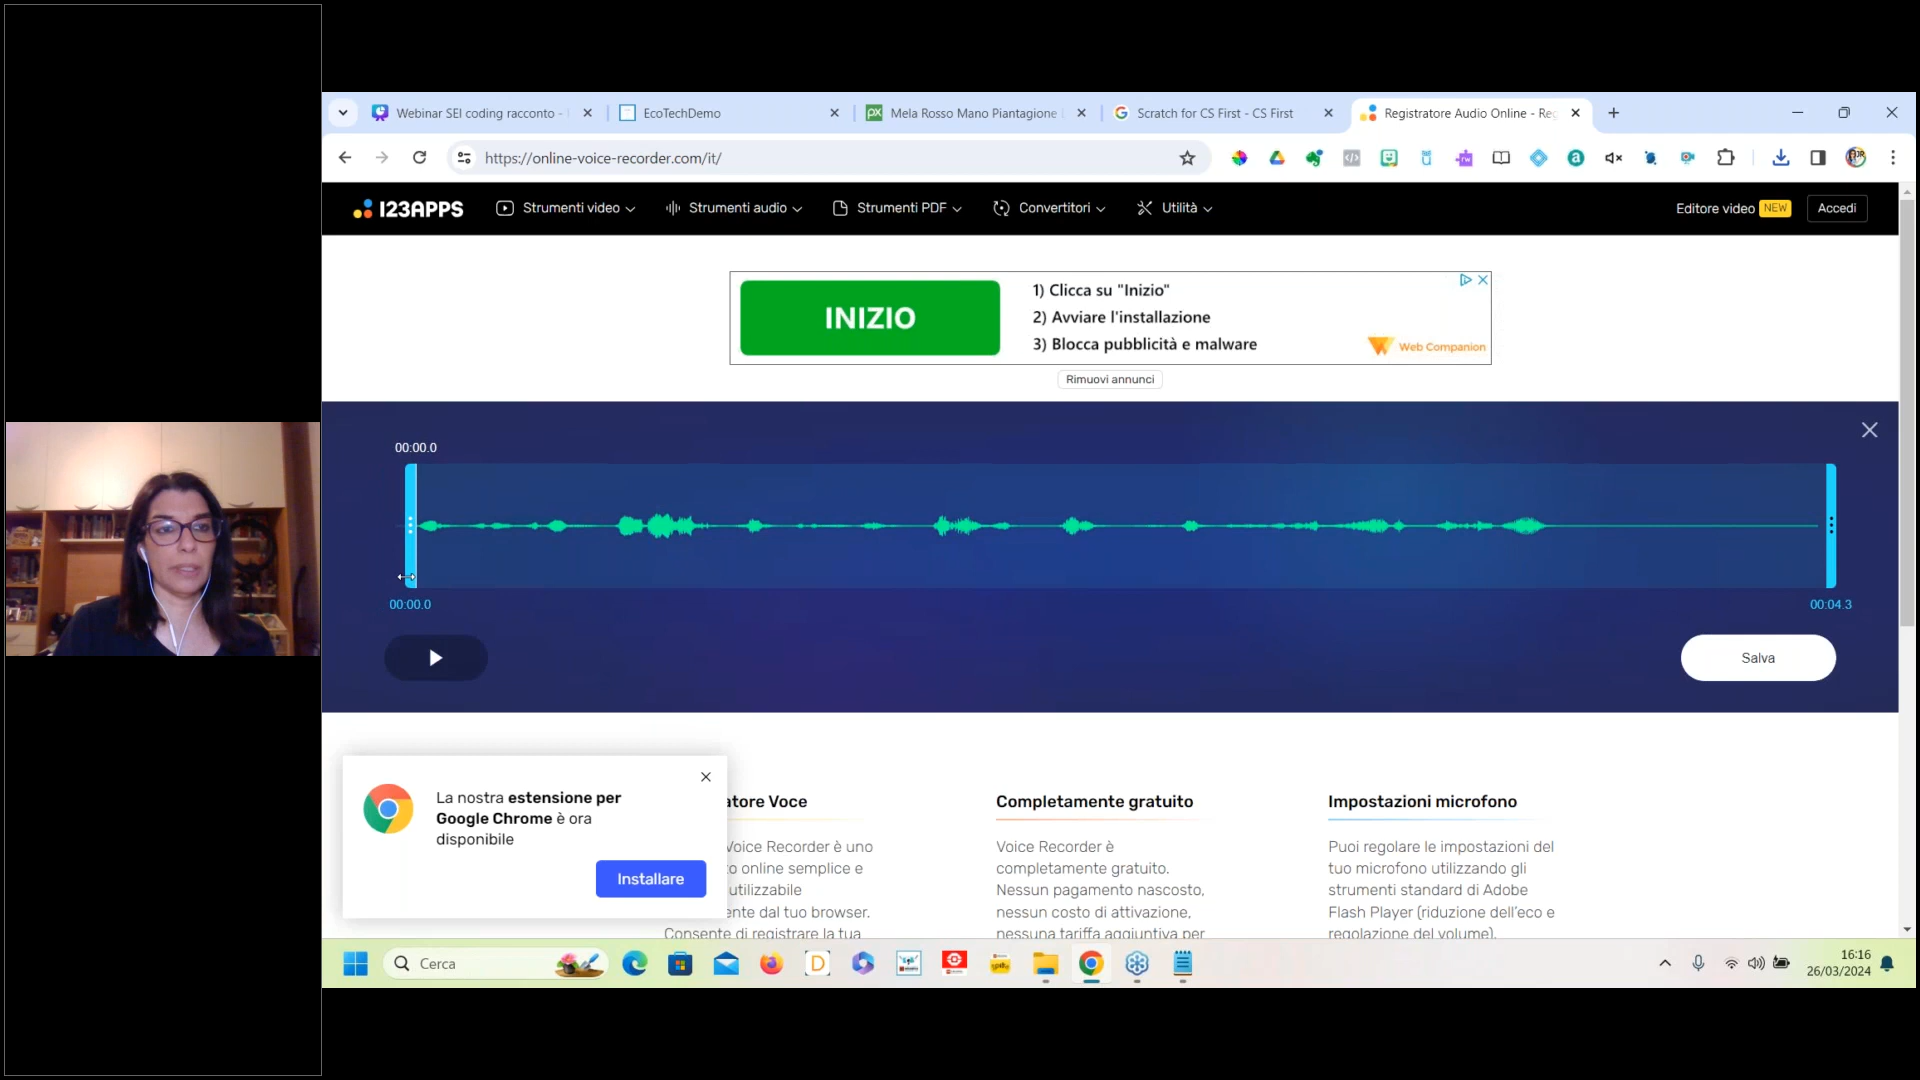 Webinar SEI coding racconto -
EcoTechDemo
Mela Rosso Mano Piantagione
Scratch for CS First - CS First
Registratore Audio Online - Reg
https://online-voice-recorder.com/it/
123APPS
Strumenti video
Strumenti audio
Strumenti PDF
Convertitori
Utilità
Editore video NEW
Accedi
INIZIO
1) Clicca su "Inizio"
2) Avviare l'installazione
3) Blocca pubblicità e malware
Web Companion
Rimuovi annunci
00:00.0
00:00.0
00:04.3
Salva
La nostra estensione per
Google Chrome è ora
disponibile
Installare
atore Voce
Voice Recorder è uno
o online semplice e
utilizzabile
ente dal tuo browser.
Consente di registrare la tua
Completamente gratuito
Voice Recorder è
completamente gratuito.
Nessun pagamento nascosto,
nessun costo di attivazione,
nessuna tariffa aggiuntiva per
Impostazioni microfono
Puoi regolare le impostazioni del
tuo microfono utilizzando gli
strumenti standard di Adobe
Flash Player (riduzione dell'eco e
regolazione del volume).
Cerca
16:16
26/03/2024